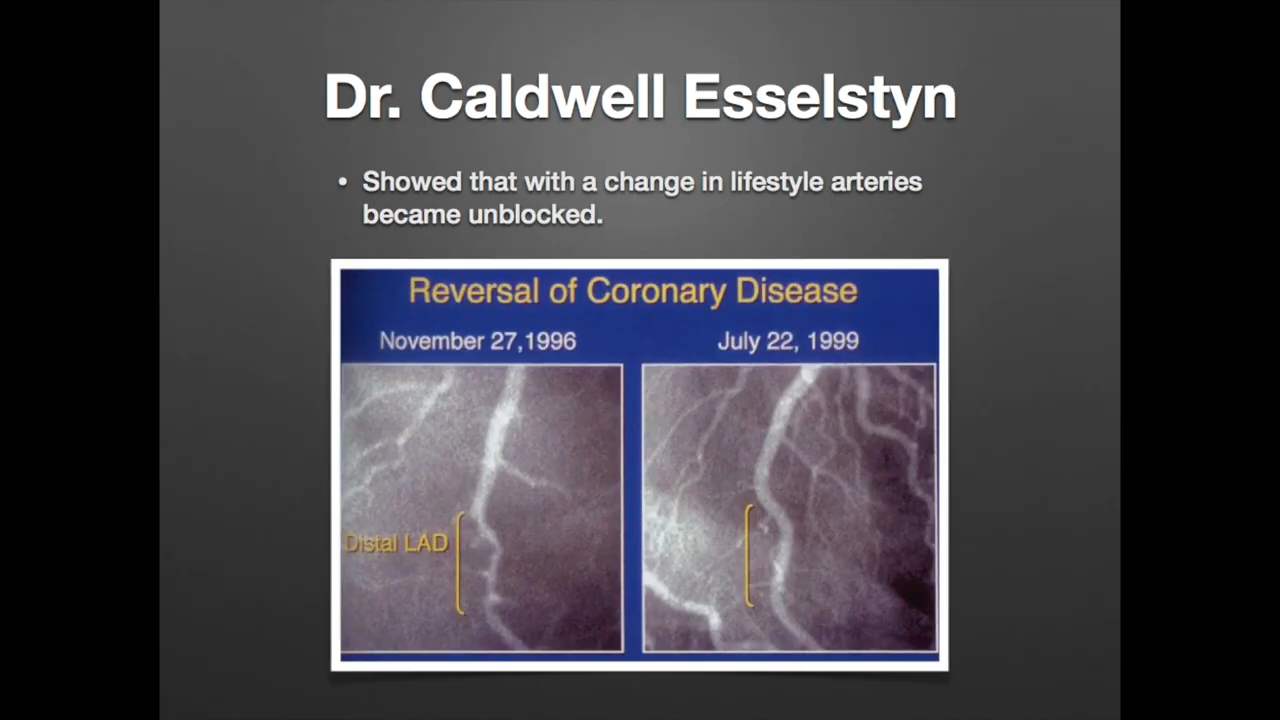 Dr. Caldwell Esselstyn
• Showed that with a change in lifestyle arteries
became unblocked.
Reversal of Coronary Disease
November 27,1996
July 22, 1999
Distal LAD